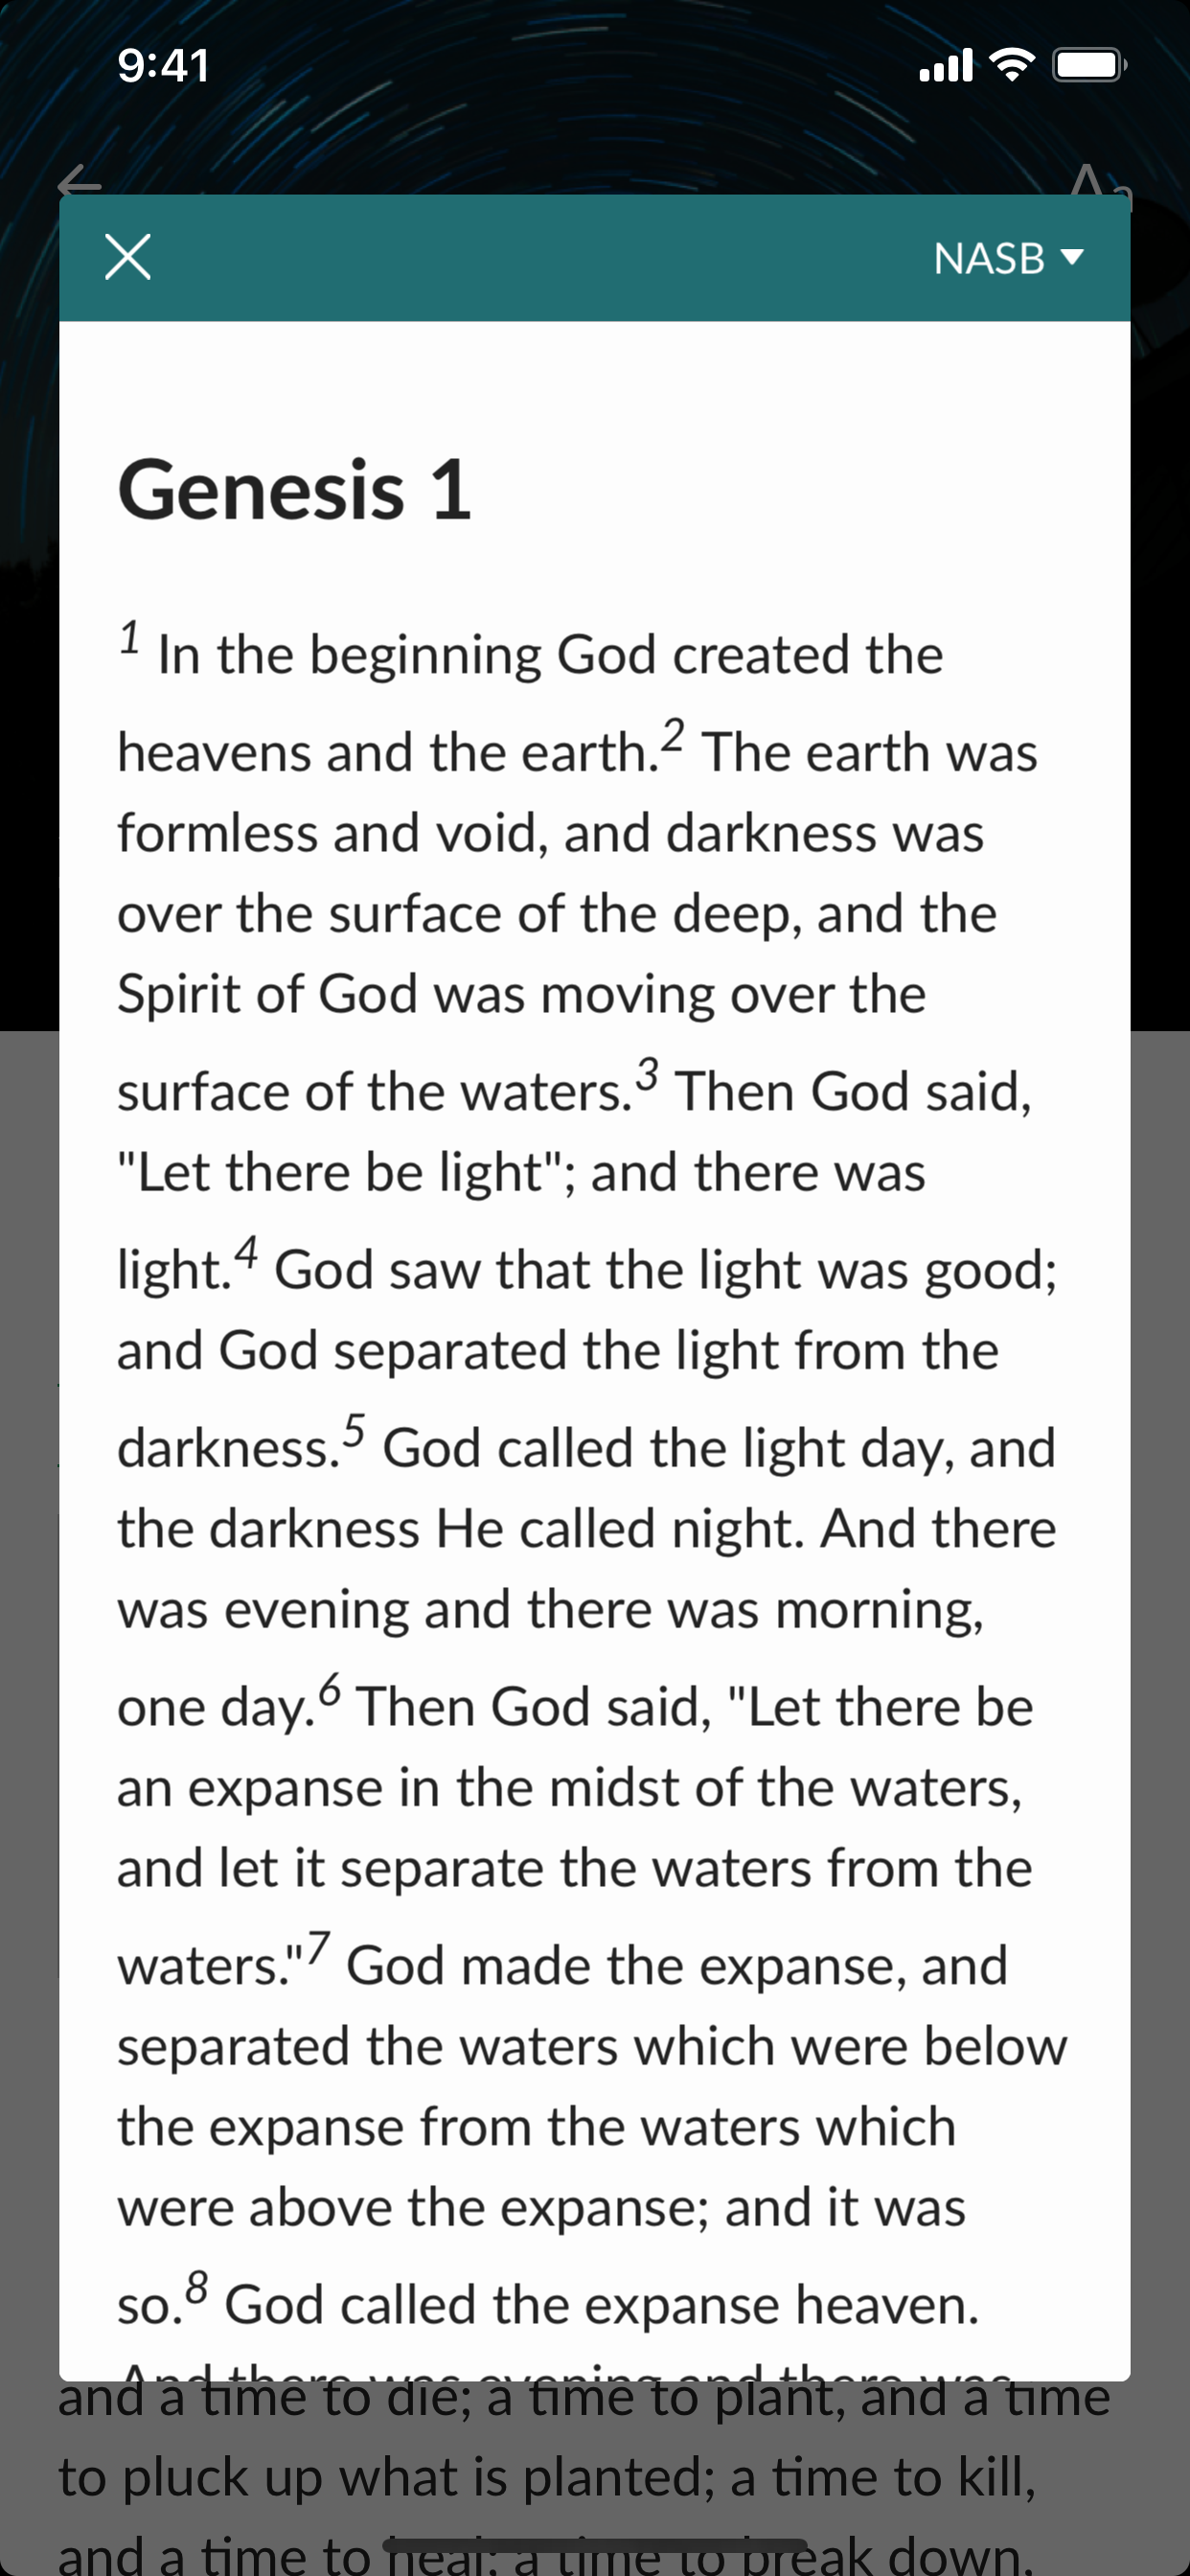 9:41
Aa
NASB
Genesis 1
1 In the beginning God created the
heavens and the earth.2 The earth was
formless and void, and darkness was
over the surface of the deep, and the
Spirit of God was moving over the
surface of the waters.3 Then God said,
"Let there be light"; and there was
light.4 God saw that the light was good;
and God separated the light from the
darkness.5 God called the light day, and
the darkness He called night. And there
was evening and there was morning,
one day.6 Then God said, "Let there be
an expanse in the midst of the waters,
and let it separate the waters from the
waters."7 God made the expanse, and
separated the waters which were below
the expanse from the waters which
were above the expanse; and it was
so.8 God called the expanse heaven.
And there was evening and there was
and a time to die; a time to plant, and a time
to pluck up what is planted; a time to kill,
and a time to heal; a time to break down,